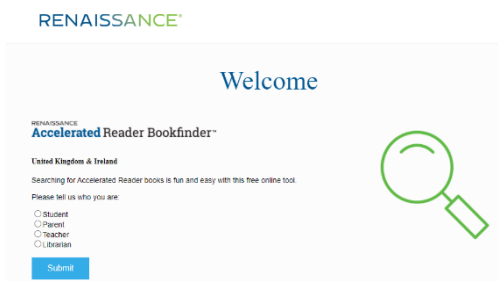 RENAISSANCE®
Welcome
RENAISSANCE
Accelerated Reader Bookfinder™
United Kingdom & Ireland
Searching for Accelerated Reader books is fun and easy with this free online tool.
Please tell us who you are:
Student
Parent
Teacher
Librarian
Submit